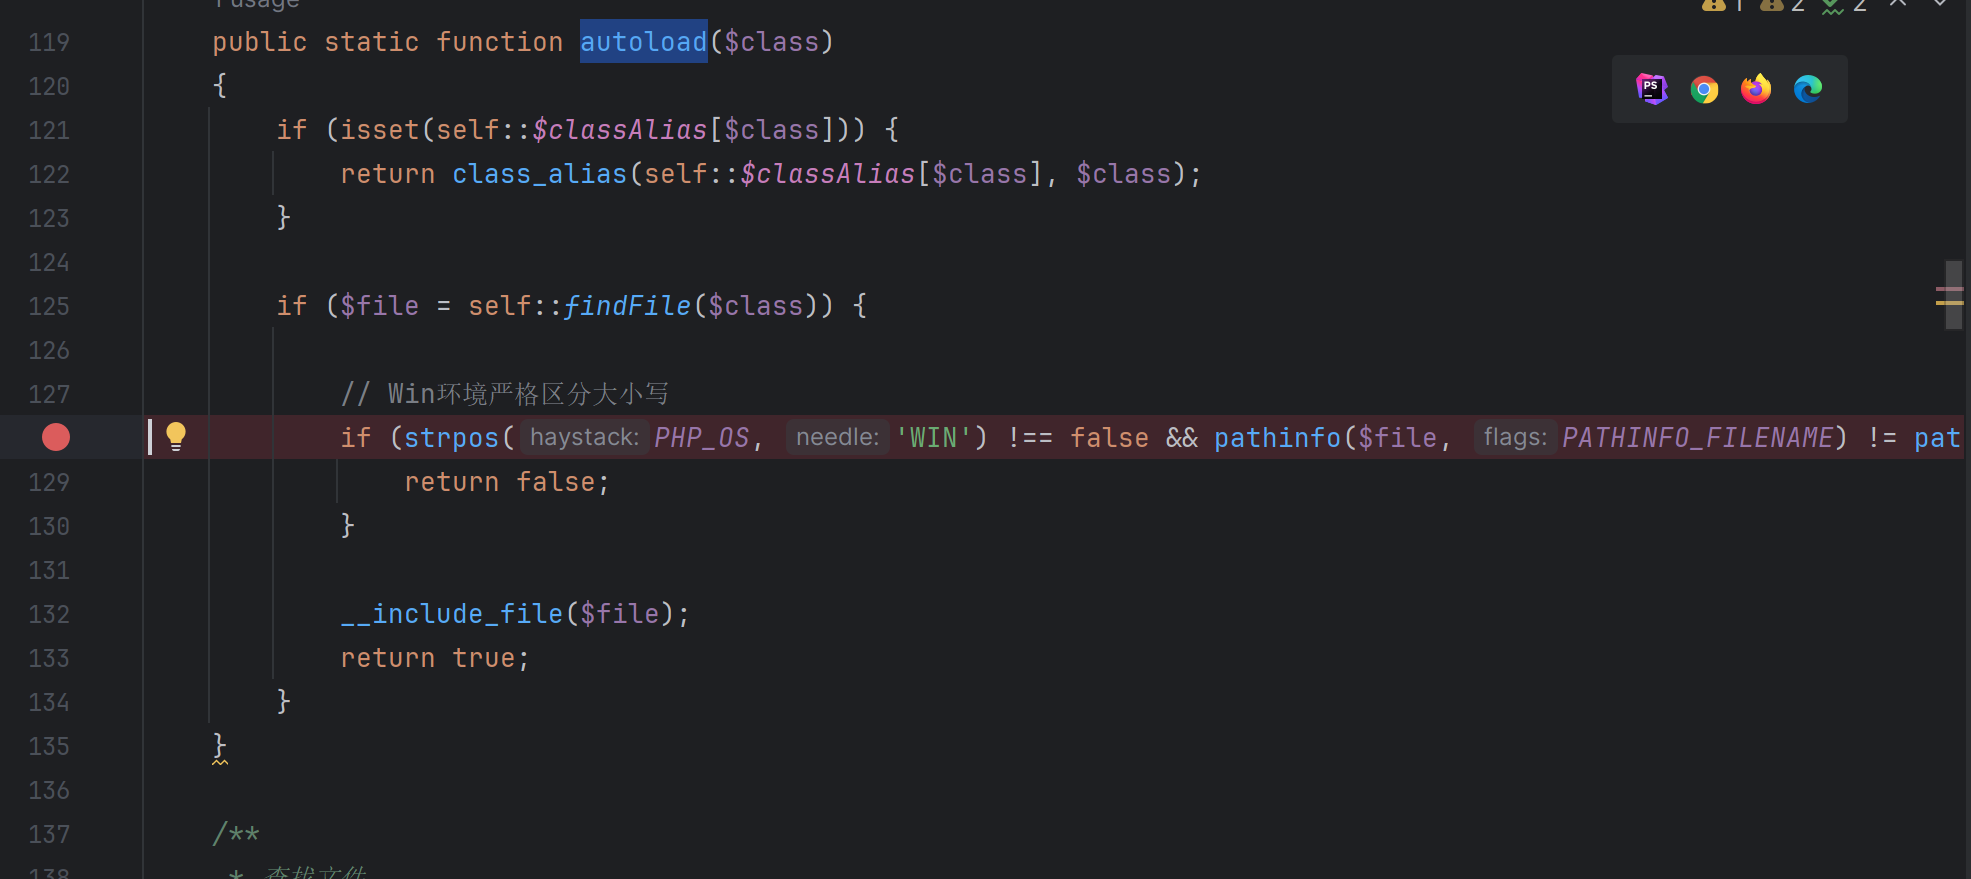 1 usage
1 2 2
119 public static function autoload($class)
120 {
PS
121 if (isset(self::$classAlias[$class])) {
122 return class_alias(self::$classAlias[$class], $class);
123 }
124
125 if ($file = self::findFile($class)) {
126
127 // Win环境严格区分大小写
if (strpos( haystack: PHP_OS, needle: 'WIN') !== false && pathinfo($file, flags: PATHINFO_FILENAME) != pat
129 return false;
130 }
131
132 __include_file($file);
133 return true;
134 }
135 }
136
137 /**
138 * 查找文件